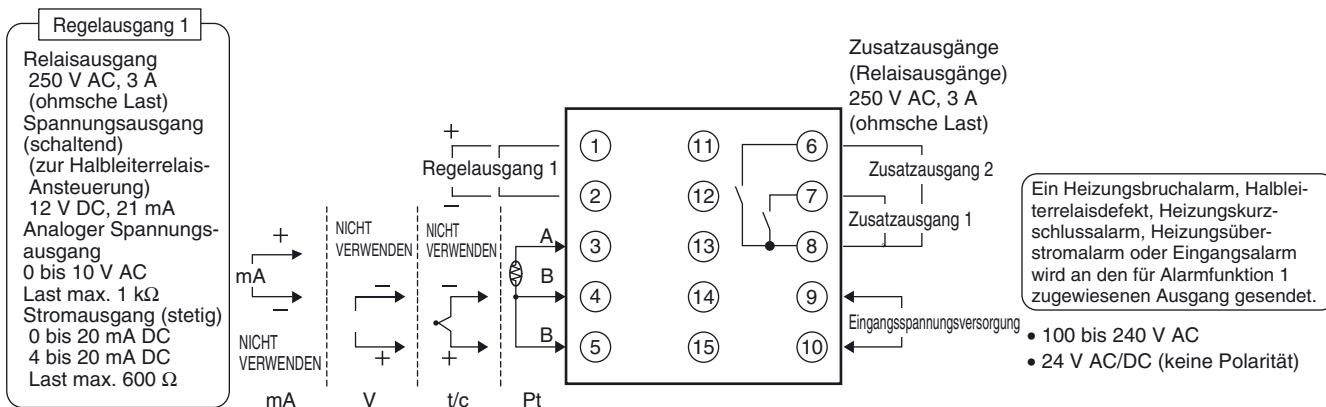 Regelausgang 1
Relaisausgang
250 V AC, 3 A
(ohmsche Last)
Spannungsausgang
(schaltend)
(zur Halbleiterrelais-
Ansteuerung)
12 V DC, 21 mA
Analoger Spannungs-
ausgang
0 bis 10 V AC
Last max. 1 kΩ
Stromausgang (stetig)
0 bis 20 mA DC
4 bis 20 mA DC
Last max. 600 Ω
+
mA
−
NICHT
VERWENDEN
mA
NICHT
VERWENDEN
−
+
V
NICHT
VERWENDEN
−
+
t/c
+
Regelausgang 1
−
A
B
B
Pt
1
2
3
4
5
11
12
13
14
15
6
7
8
9
10
Zusatzausgänge
(Relaisausgänge)
250 V AC, 3 A
(ohmsche Last)
Zusatzausgang 2
Zusatzausgang 1
Eingangsspannungsversorgung
Ein Heizungsbruchalarm, Halblei-
terrelaisdefekt, Heizungskurz-
schlussalarm, Heizungsüber-
stromalarm oder Eingangsalarm
wird an den für Alarmfunktion 1
zugewiesenen Ausgang gesendet.
• 100 bis 240 V AC
• 24 V AC/DC (keine Polarität)